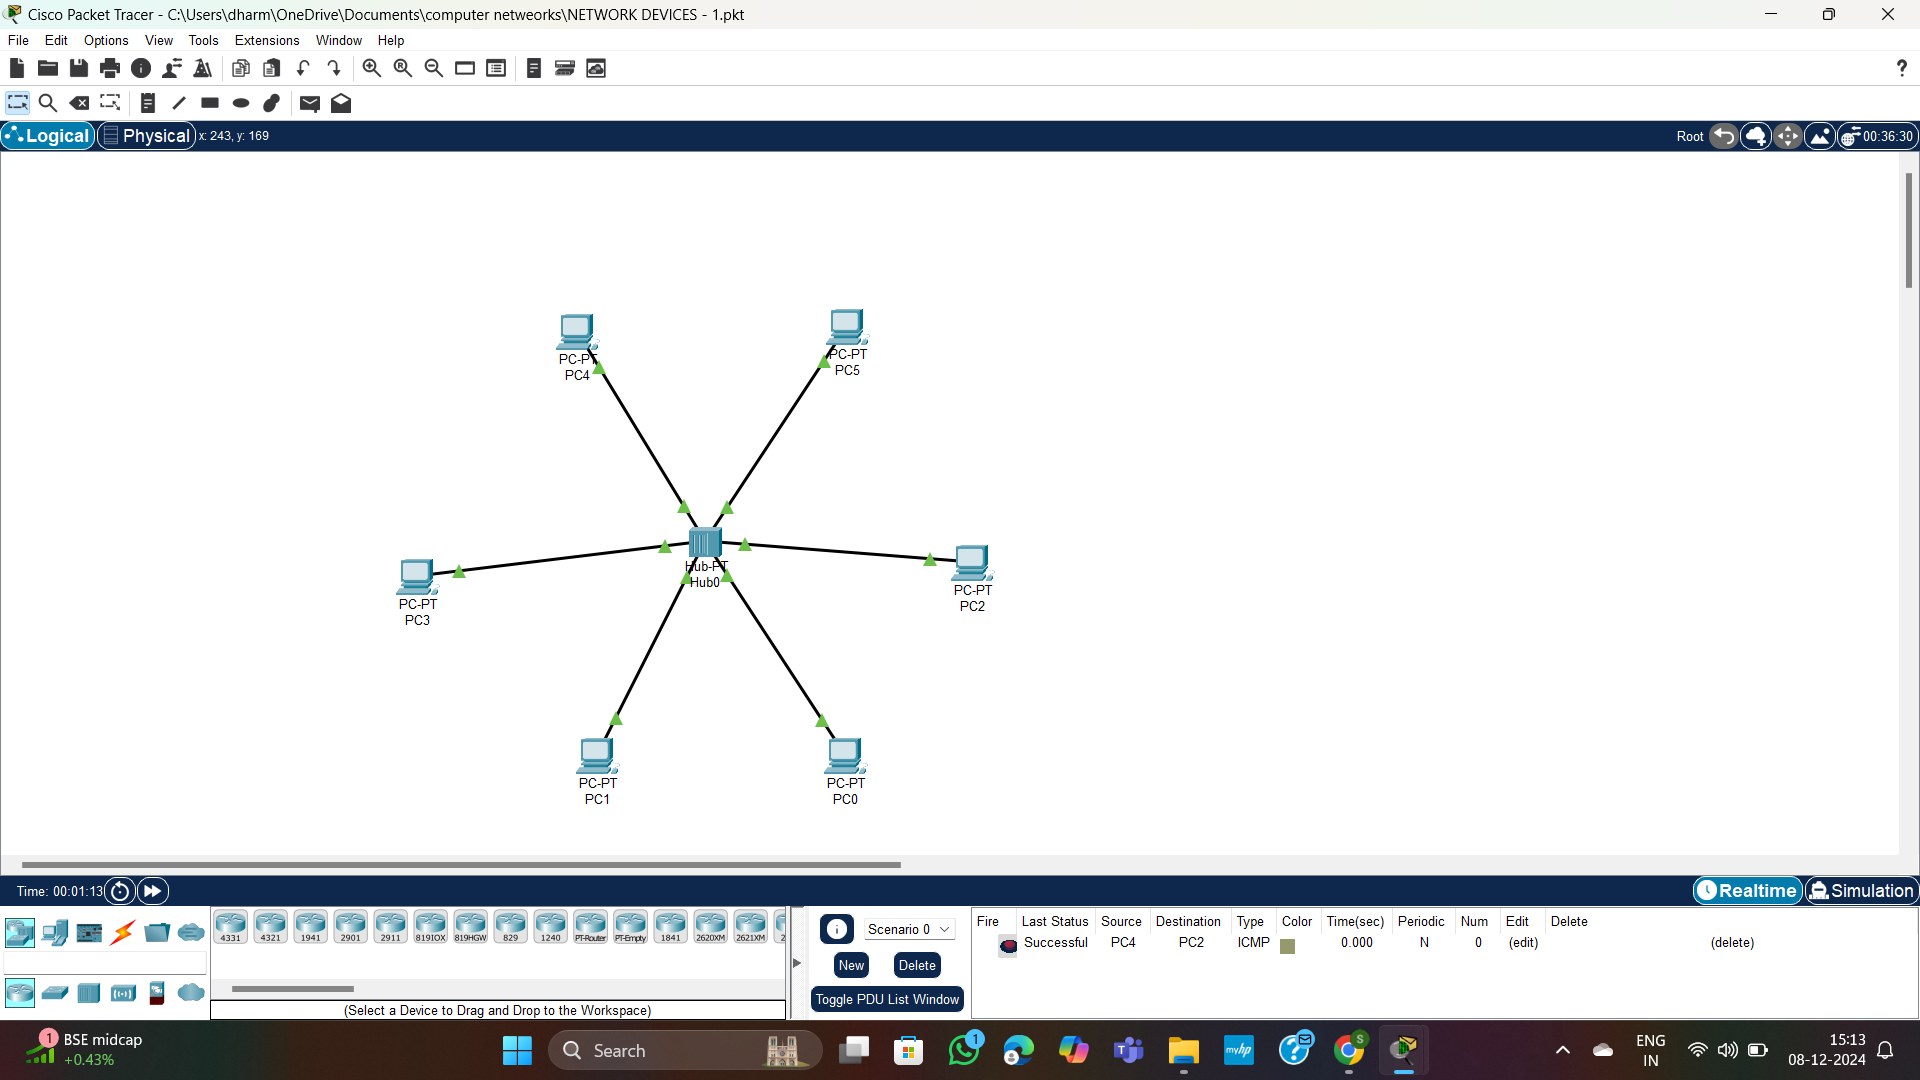 Cisco Packet Tracer - C:\Users\dharm\OneDrive\Documents\computer netweorks\NETWORK DEVICES - 1.pkt
File Edit Options View Tools Extensions Window Help
?
Logical Physical x: 243, y: 169 Root 00:36:30
PC-PT
PC4
PC-PT
PC5
Hub-PT
Hub0
PC-PT
PC3
PC-PT
PC2
PC-PT
PC1
PC-PT
PC0
Time: 00:01:13 Realtime Simulation
4331 4321 1941 2901 2911 819IOX 819HGW 829 1240 PT-Router PT-Empty 1841 2620XM 2621XM 2
(Select a Device to Drag and Drop to the Workspace)
Scenario 0
New Delete
Toggle PDU List Window
Fire Last Status Source Destination Type Color Time(sec) Periodic Num Edit Delete
Successful PC4 PC2 ICMP 0.000 N 0 (edit) (delete)
1 BSE midcap
+0.43%
Search
1
myhp
?
S
ENG
IN
15:13
08-12-2024